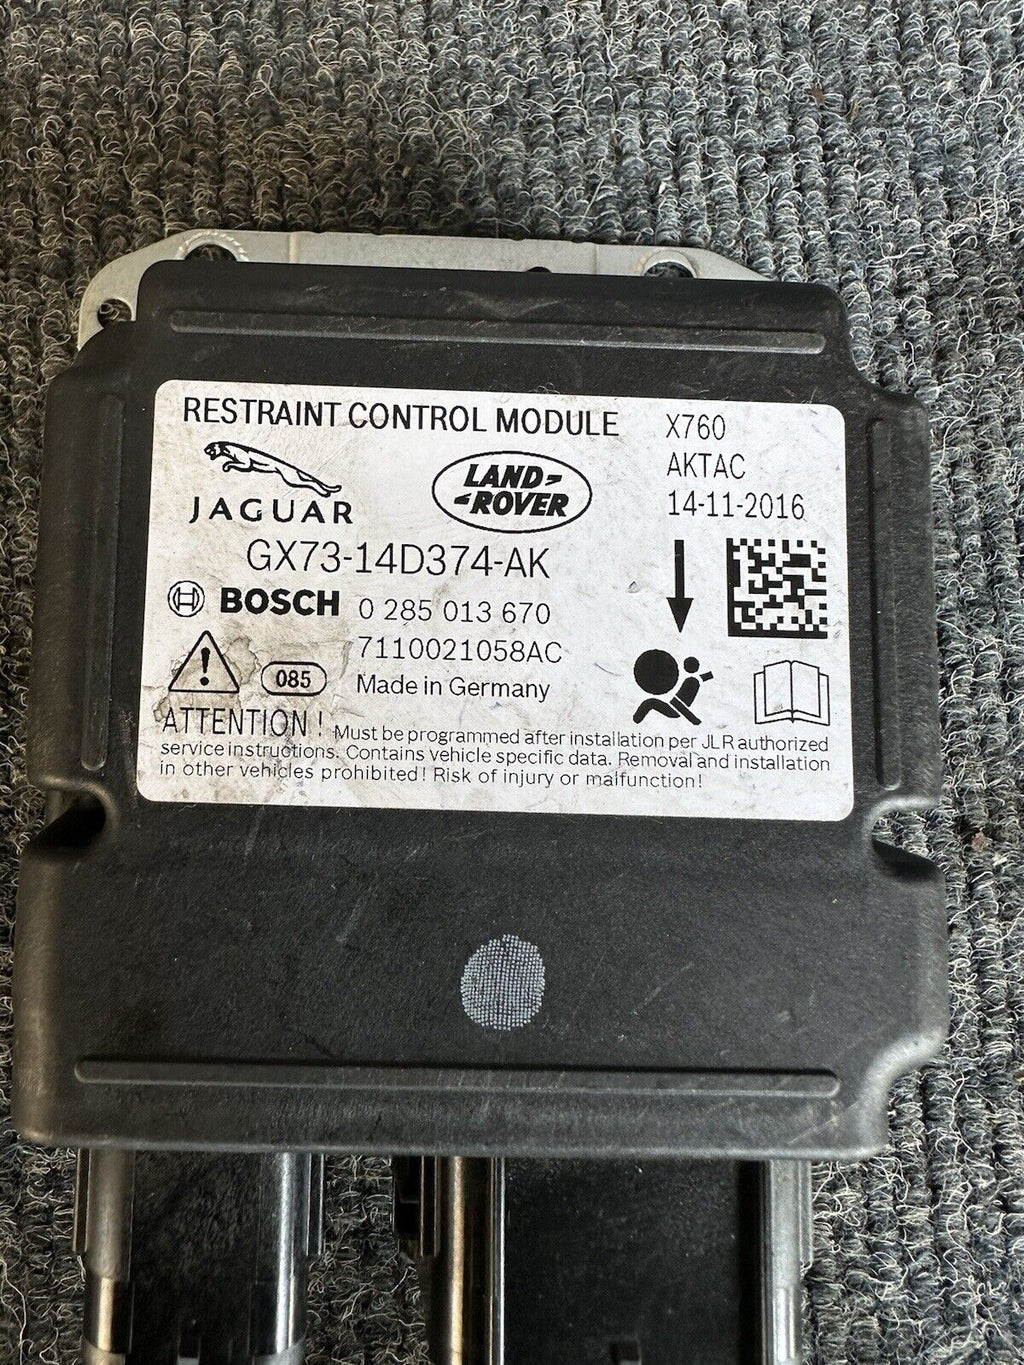 RESTRAINT CONTROL MODULE
X760
AKTAC
14-11-2016
JAGUAR
LAND-
-ROVER
GX73-14D374-AK
BOSCH 0 285 013 670
7110021058AC
085
Made in Germany
ATTENTION! Must be programmed after installation per JLR authorized
service instructions. Contains vehicle specific data. Removal and installation
in other vehicles prohibited! Risk of injury or malfunction!